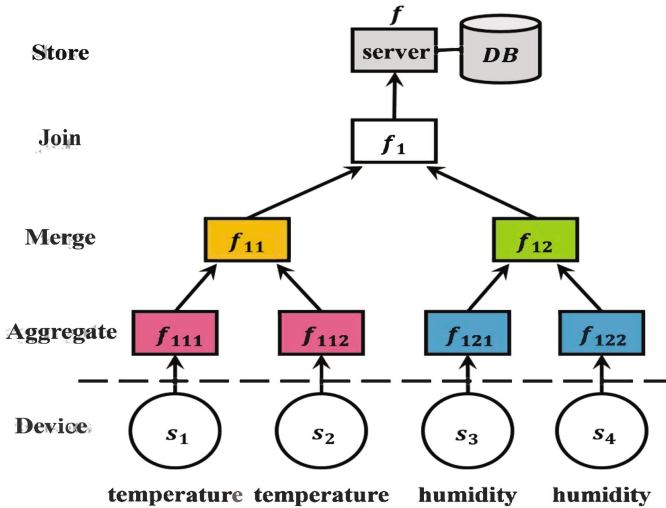 f
Store server DB
Join f₁
Merge f₁₁ f₁₂
Aggregate f₁₁₁ f₁₁₂ f₁₂₁ f₁₂₂
Device s₁ s₂ s₃ s₄
temperature temperature humidity humidity